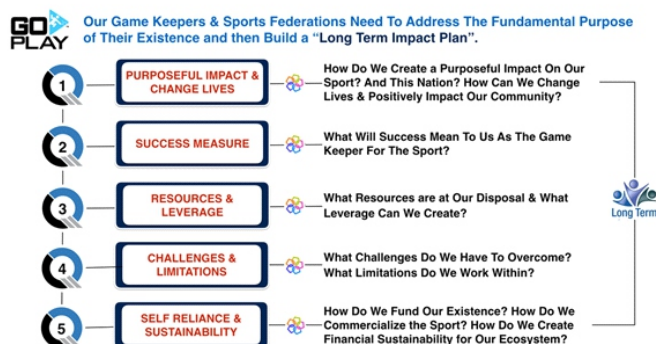 GO
PLAY
Our Game Keepers & Sports Federations Need To Address The Fundamental Purpose
of Their Existence and then Build a “Long Term Impact Plan”.
1
PURPOSEFUL IMPACT &
CHANGE LIVES
How Do We Create a Purposeful Impact On Our
Sport? And This Nation? How Can We Change
Lives & Positively Impact Our Community?
2
SUCCESS MEASURE
What Will Success Mean To Us As The Game
Keeper For The Sport?
3
RESOURCES &
LEVERAGE
What Resources are at Our Disposal & What
Leverage Can We Create?
Long Term
4
CHALLENGES &
LIMITATIONS
What Challenges Do We Have To Overcome?
What Limitations Do We Work Within?
5
SELF RELIANCE &
SUSTAINABILITY
How Do We Fund Our Existence? How Do We
Commercialize the Sport? How Do We Create
Financial Sustainability for Our Ecosystem?